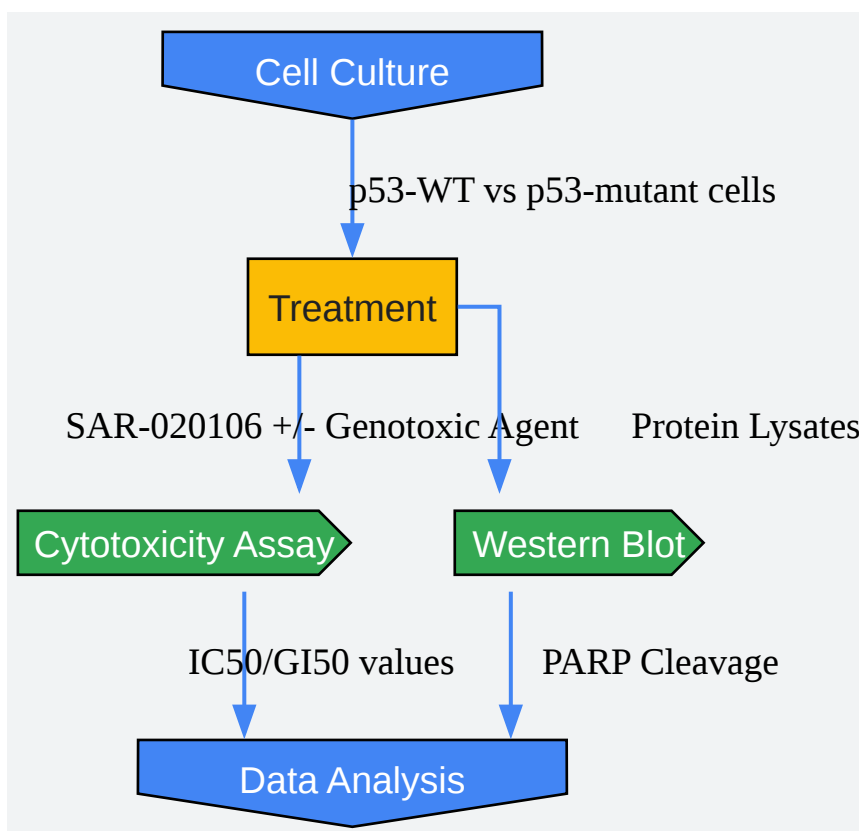 Cell Culture
p53-WT vs p53-mutant cells
Treatment
SAR-020106 +/- Genotoxic Agent
Protein Lysates
Cytotoxicity Assay
Western Blot
IC50/GI50 values
PARP Cleavage
Data Analysis